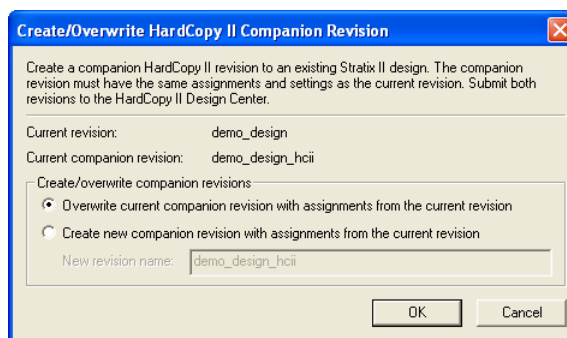 Create/Overwrite HardCopy II Companion Revision
Create a companion HardCopy II revision to an existing Stratix II design. The companion
revision must have the same assignments and settings as the current revision. Submit both
revisions to the HardCopy II Design Center.
Current revision: demo_design
Current companion revision: demo_design_hcii
Create/overwrite companion revisions
Overwrite current companion revision with assignments from the current revision
Create new companion revision with assignments from the current revision
New revision name: demo_design_hcii
OK Cancel